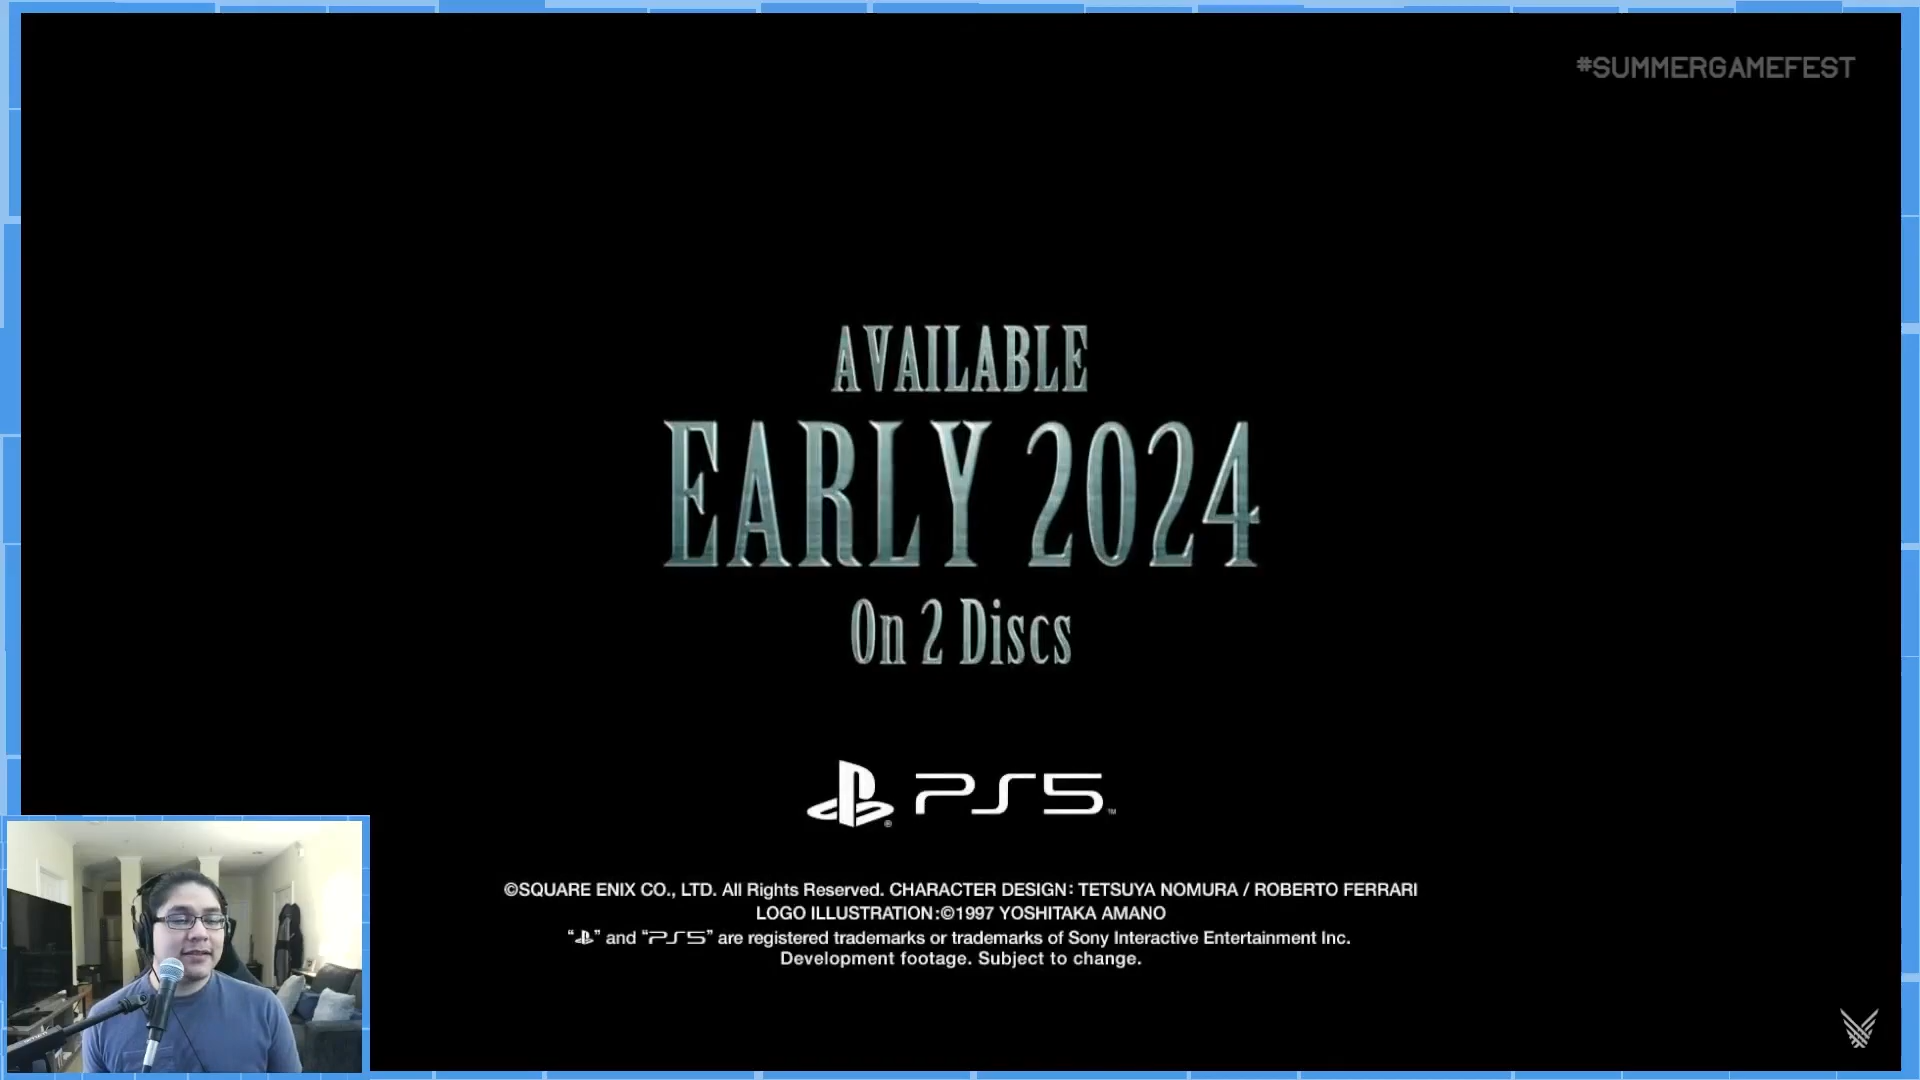 #SUMMERGAMEFEST
AVAILABLE
EARLY 2024
On 2 Discs
PS5™
©SQUARE ENIX CO., LTD. All Rights Reserved. CHARACTER DESIGN: TETSUYA NOMURA / ROBERTO FERRARI
LOGO ILLUSTRATION:©1997 YOSHITAKA AMANO
“ ” and “PS5” are registered trademarks or trademarks of Sony Interactive Entertainment Inc.
Development footage. Subject to change.